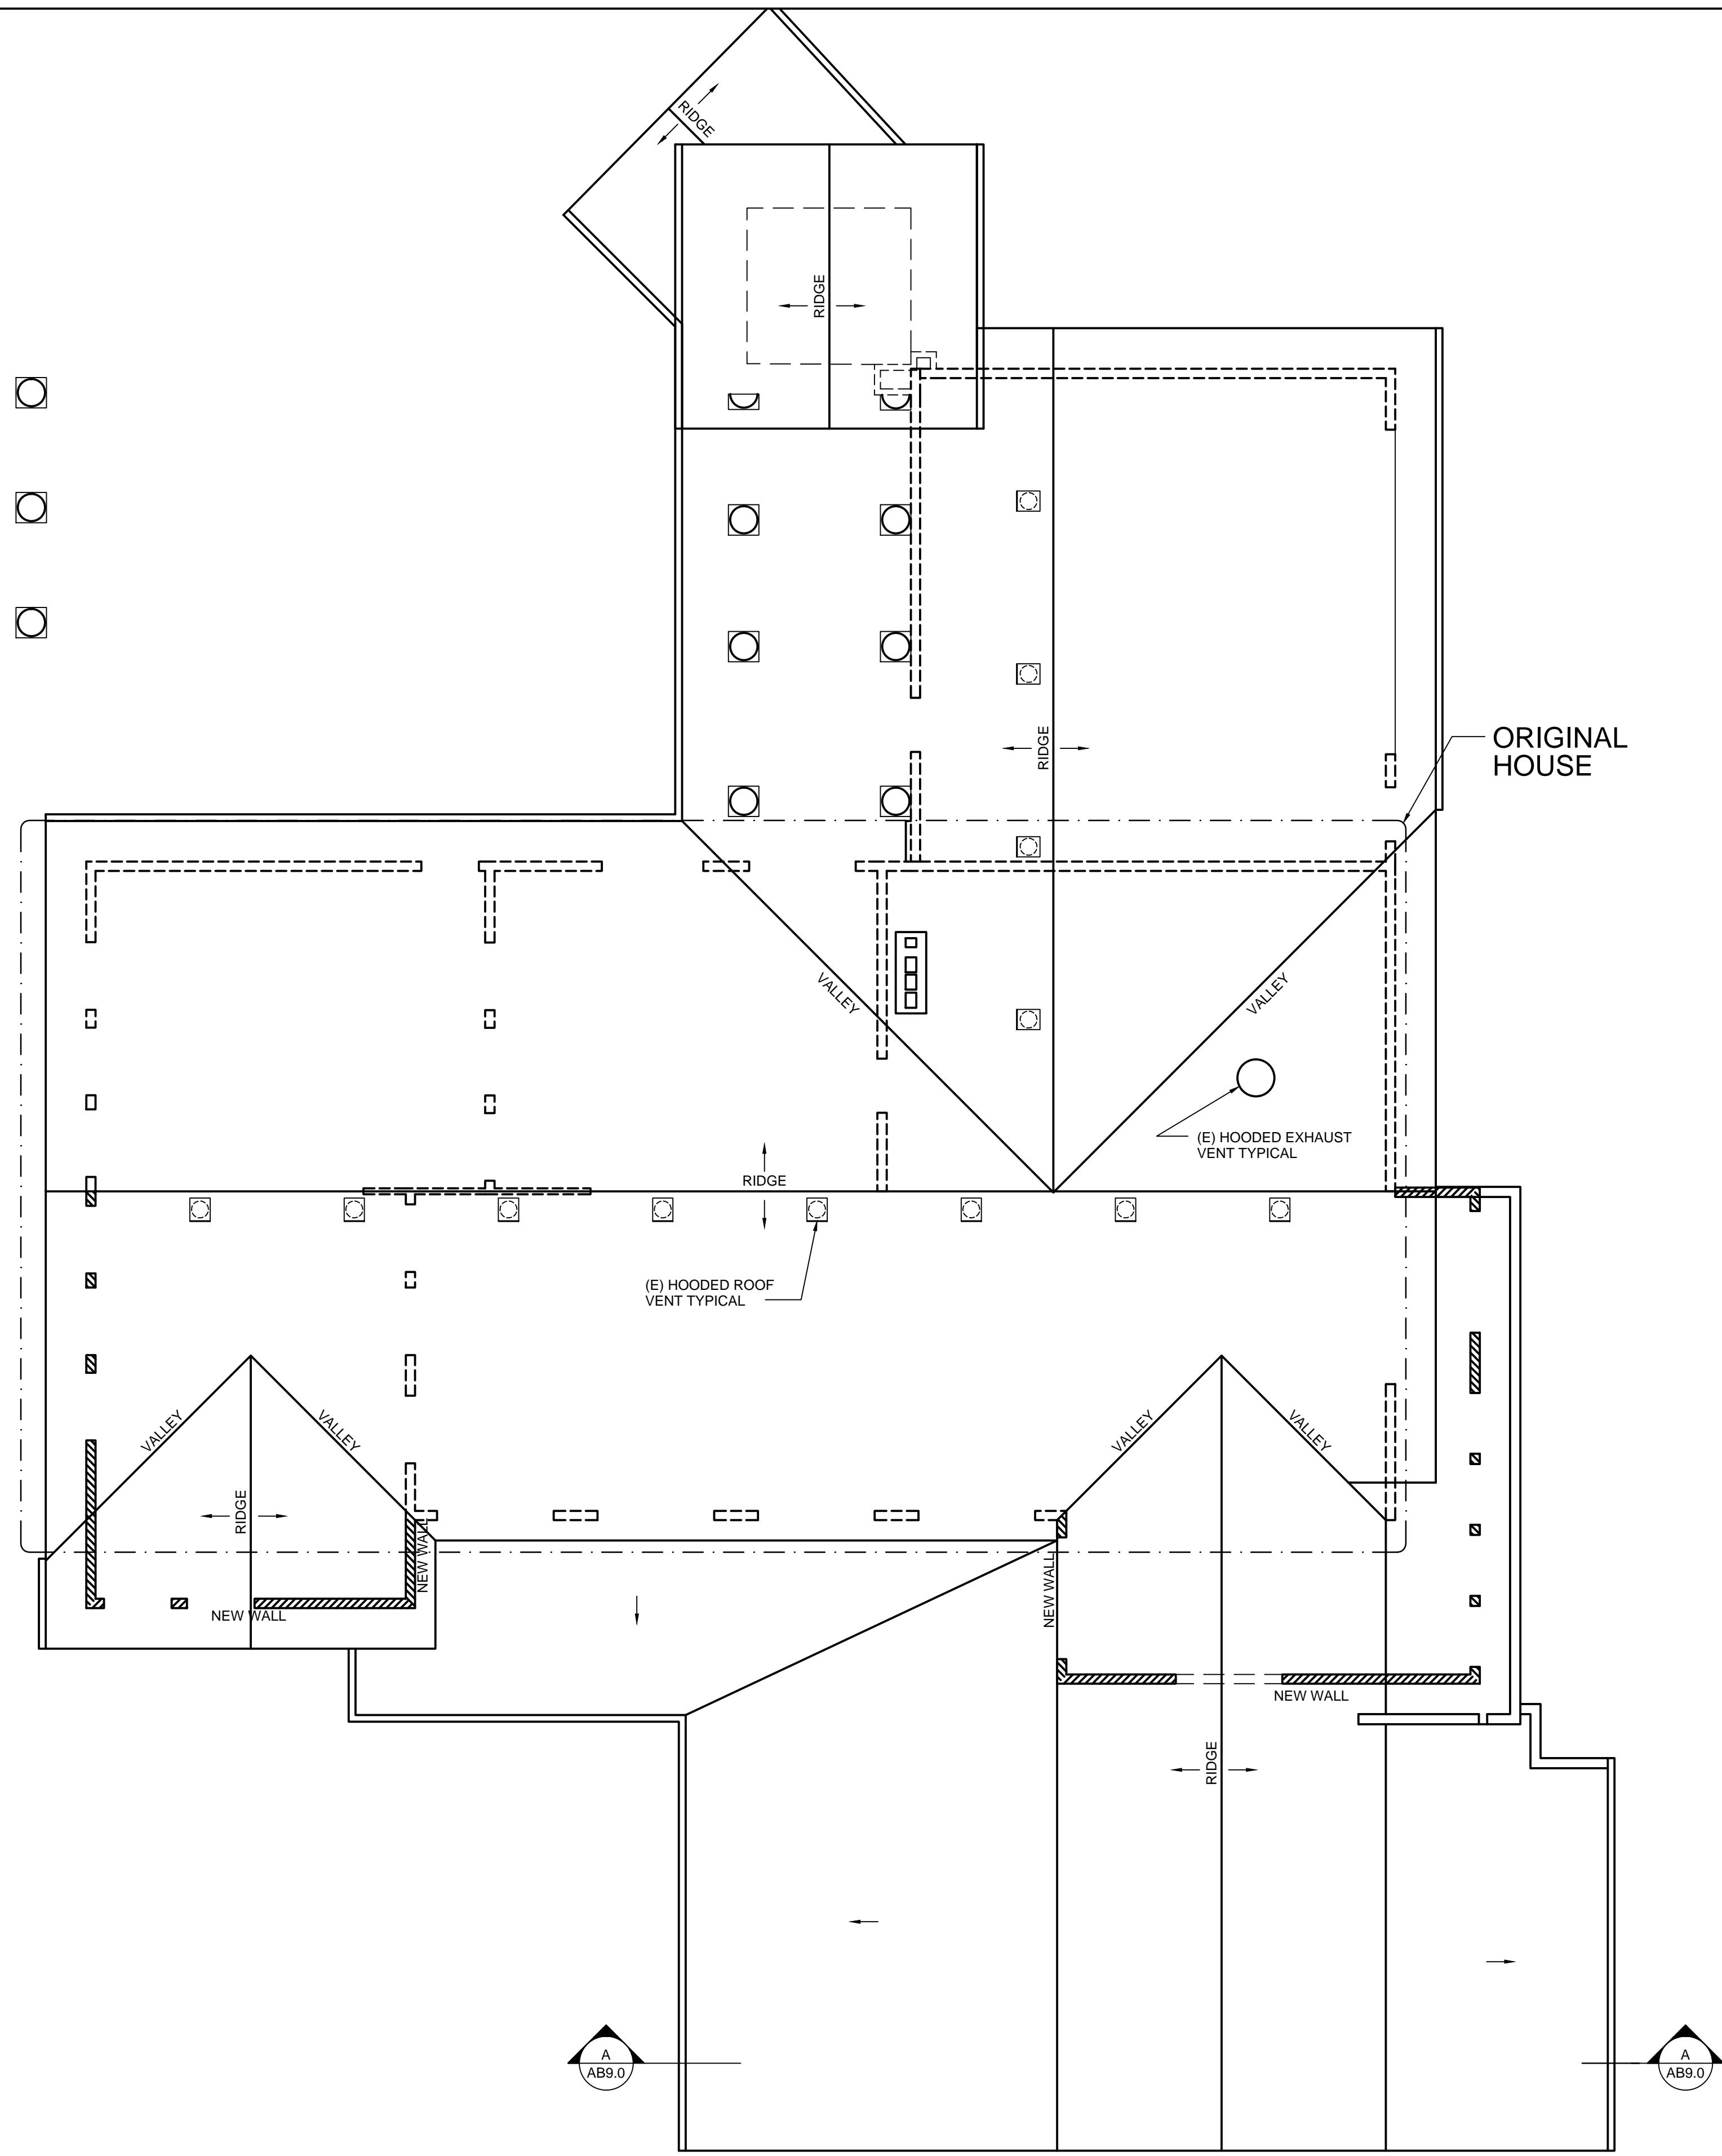 RIDGE
RIDGE
RIDGE
ORIGINAL
HOUSE
VALLEY
VALLEY
(E) HOODED EXHAUST
VENT TYPICAL
RIDGE
(E) HOODED ROOF
VENT TYPICAL
VALLEY
VALLEY
VALLEY
VALLEY
RIDGE
NEW WALL
NEW WALL
NEW WALL
NEW WALL
RIDGE
A
AB9.0
A
AB9.0